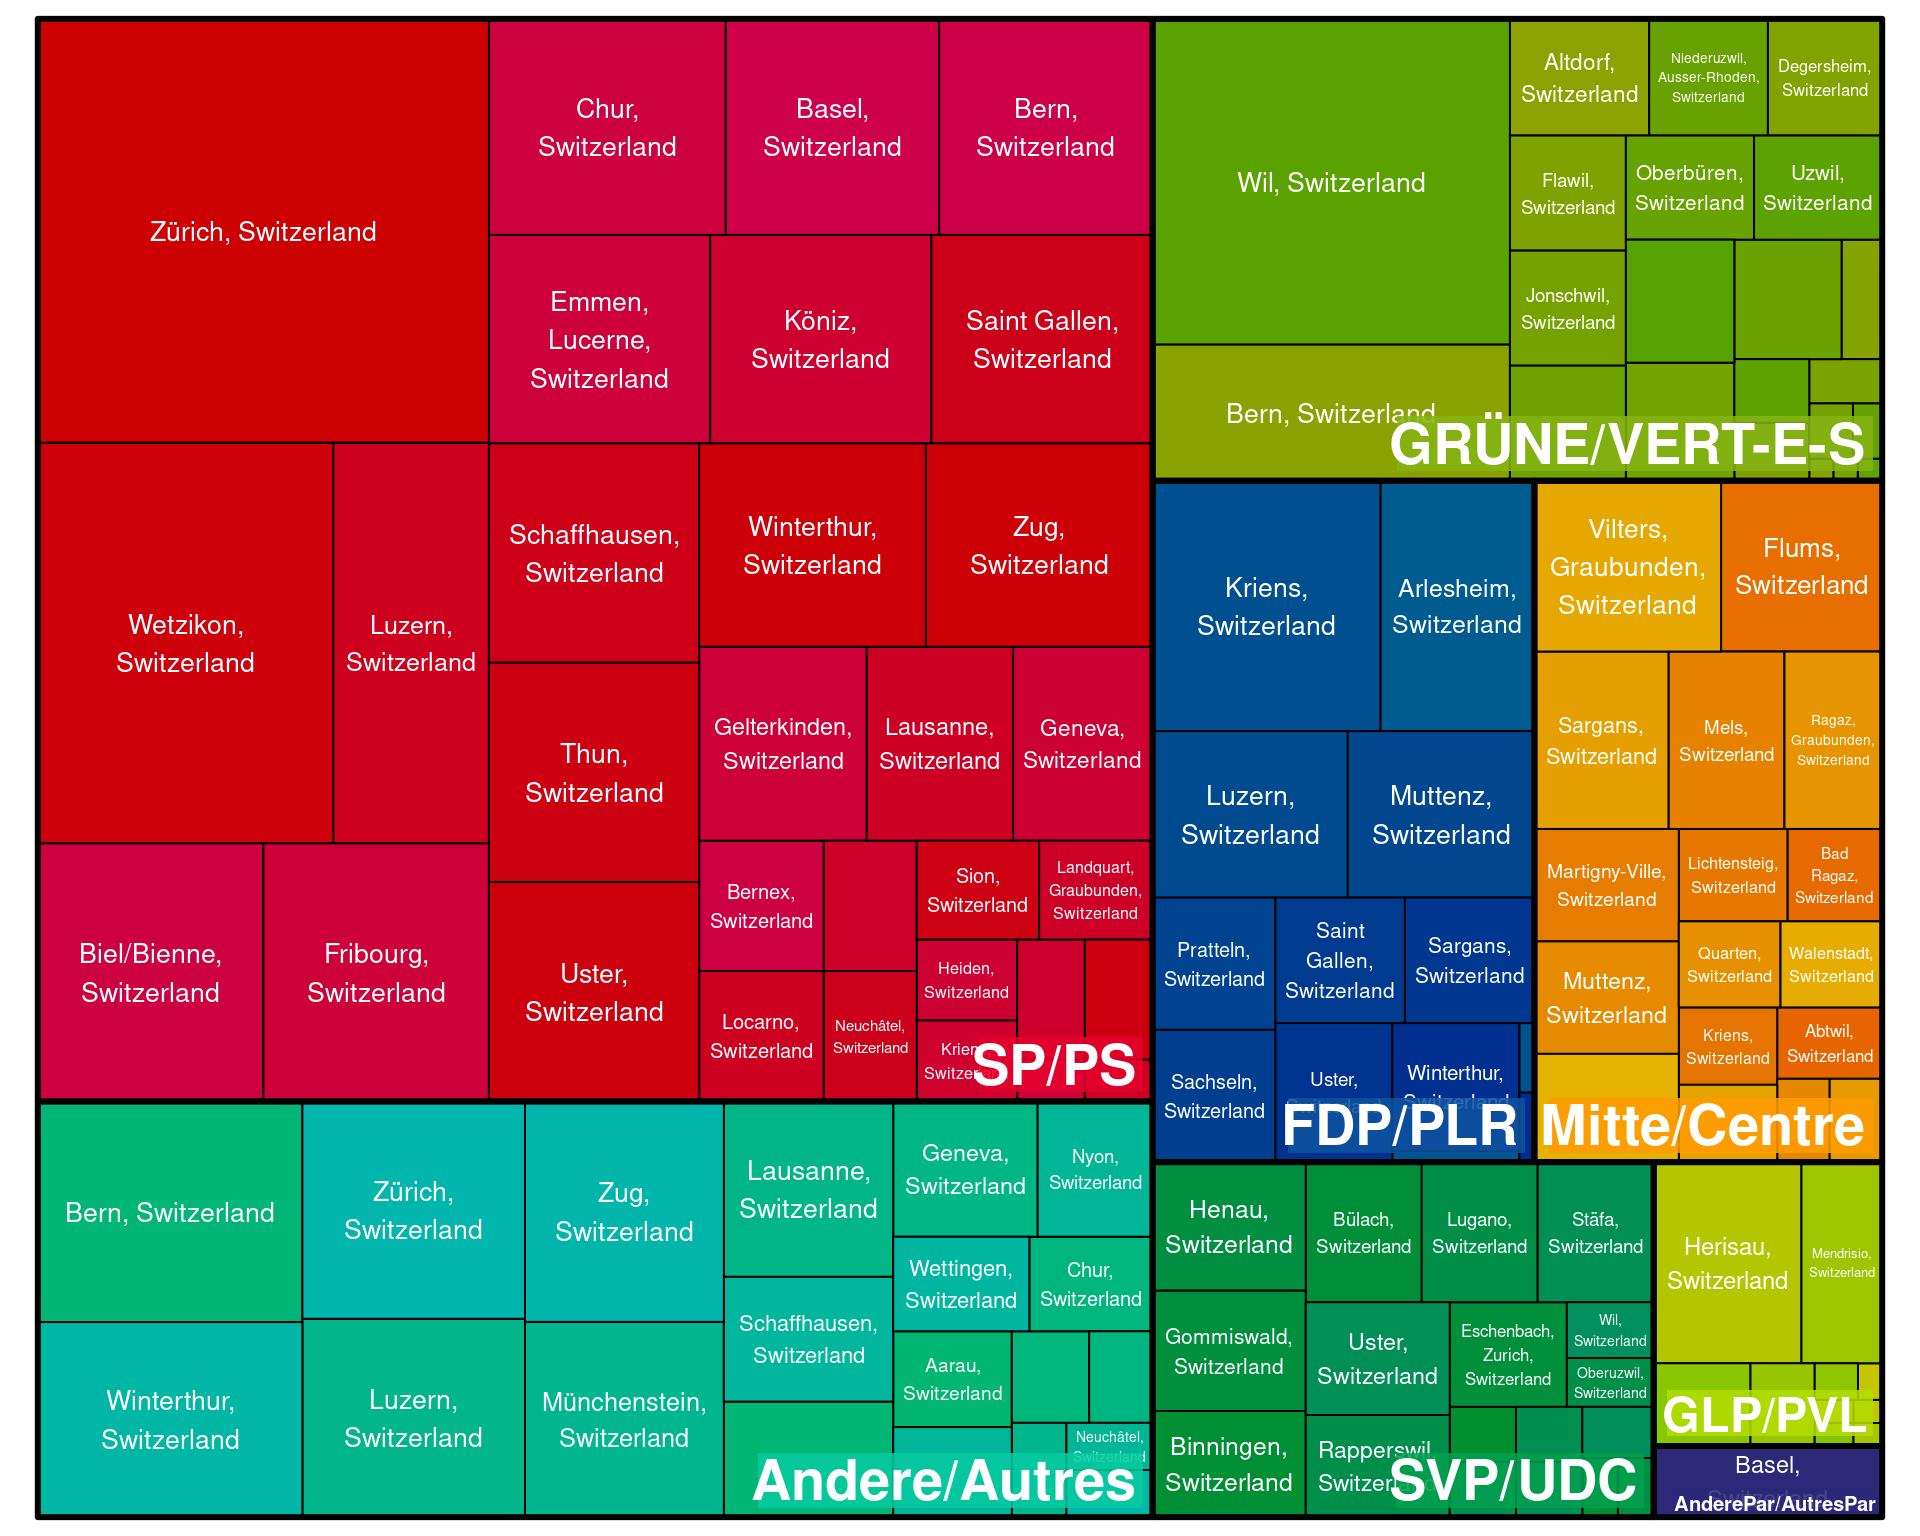 Zürich, Switzerland
Chur,
Switzerland
Basel,
Switzerland
Bern,
Switzerland
Emmen,
Lucerne,
Switzerland
Köniz,
Switzerland
Saint Gallen,
Switzerland
Wetzikon,
Switzerland
Luzern,
Switzerland
Schaffhausen,
Switzerland
Winterthur,
Switzerland
Zug,
Switzerland
Thun,
Switzerland
Gelterkinden,
Switzerland
Lausanne,
Switzerland
Geneva,
Switzerland
Biel/Bienne,
Switzerland
Fribourg,
Switzerland
Uster,
Switzerland
Bernex,
Switzerland
Sion,
Switzerland
Landquart,
Graubunden,
Switzerland
Locarno,
Switzerland
Neuchâtel,
Switzerland
Heiden,
Switzerland
Kriens,
Switzerland
SP/PS
Wil, Switzerland
Bern, Switzerland
Altdorf,
Switzerland
Niederuzwil,
Ausser-Rhoden,
Switzerland
Degersheim,
Switzerland
Flawil,
Switzerland
Oberbüren,
Switzerland
Uzwil,
Switzerland
Jonschwil,
Switzerland
GRÜNE/VERT-E-S
Kriens,
Switzerland
Arlesheim,
Switzerland
Luzern,
Switzerland
Muttenz,
Switzerland
Pratteln,
Switzerland
Saint
Gallen,
Switzerland
Sargans,
Switzerland
Sachseln,
Switzerland
Uster,
Switzerland
Winterthur,
Switzerland
FDP/PLR
Vilters,
Graubunden,
Switzerland
Flums,
Switzerland
Sargans,
Switzerland
Mels,
Switzerland
Ragaz,
Graubunden,
Switzerland
Martigny-Ville,
Switzerland
Lichtensteig,
Switzerland
Bad
Ragaz,
Switzerland
Muttenz,
Switzerland
Quarten,
Switzerland
Walenstadt,
Switzerland
Kriens,
Switzerland
Abtwil,
Switzerland
Mitte/Centre
Bern, Switzerland
Zürich,
Switzerland
Zug,
Switzerland
Lausanne,
Switzerland
Geneva,
Switzerland
Nyon,
Switzerland
Winterthur,
Switzerland
Luzern,
Switzerland
Münchenstein,
Switzerland
Schaffhausen,
Switzerland
Wettingen,
Switzerland
Chur,
Switzerland
Aarau,
Switzerland
Neuchâtel,
Switzerland
Andere/Autres
Henau,
Switzerland
Bülach,
Switzerland
Lugano,
Switzerland
Stäfa,
Switzerland
Gommiswald,
Switzerland
Uster,
Switzerland
Eschenbach,
Zurich,
Switzerland
Wil,
Switzerland
Oberuzwil,
Switzerland
Binningen,
Switzerland
Rapperswil,
Switzerland
SVP/UDC
Herisau,
Switzerland
Mendrisio,
Switzerland
GLP/PVL
Basel,
Switzerland
AnderePar/AutresPar